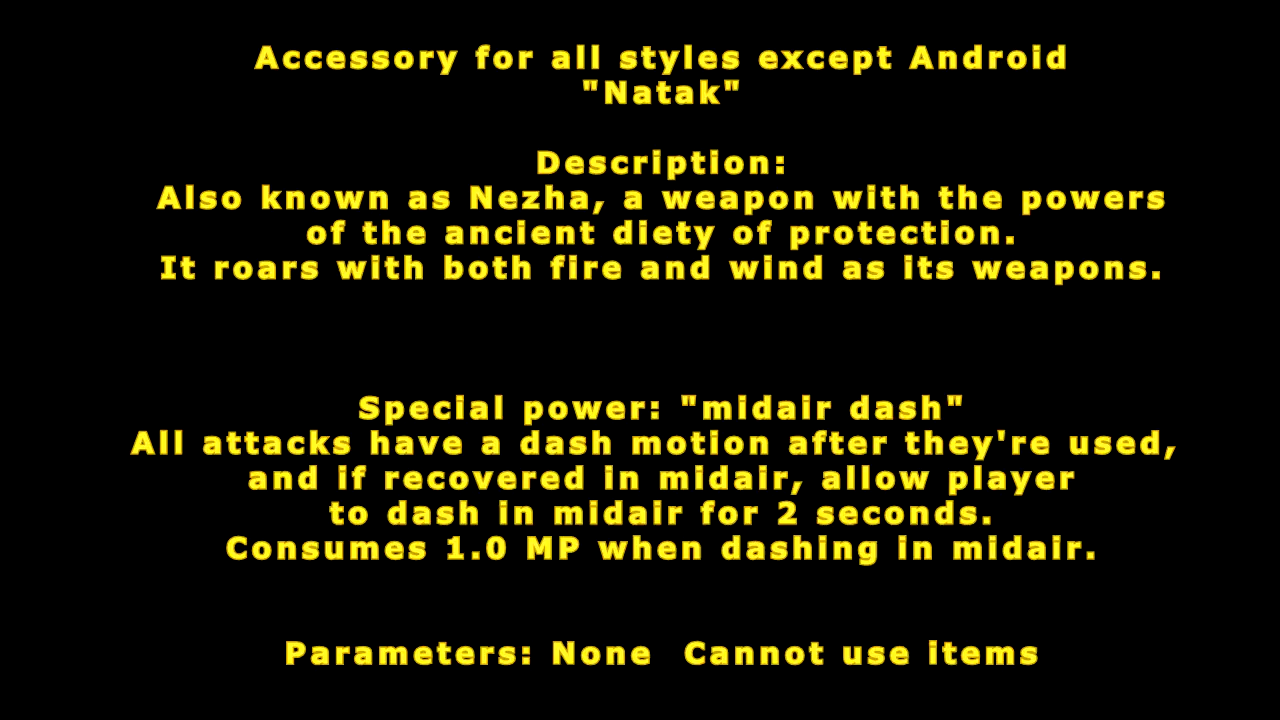 Accessory for all styles except Android
"Natak"
Description:
Also known as Nezha, a weapon with the powers
of the ancient diety of protection.
It roars with both fire and wind as its weapons.
Special power: "midair dash"
All attacks have a dash motion after they're used,
and if recovered in midair, allow player
to dash in midair for 2 seconds.
Consumes 1.0 MP when dashing in midair.
Parameters: None  Cannot use items